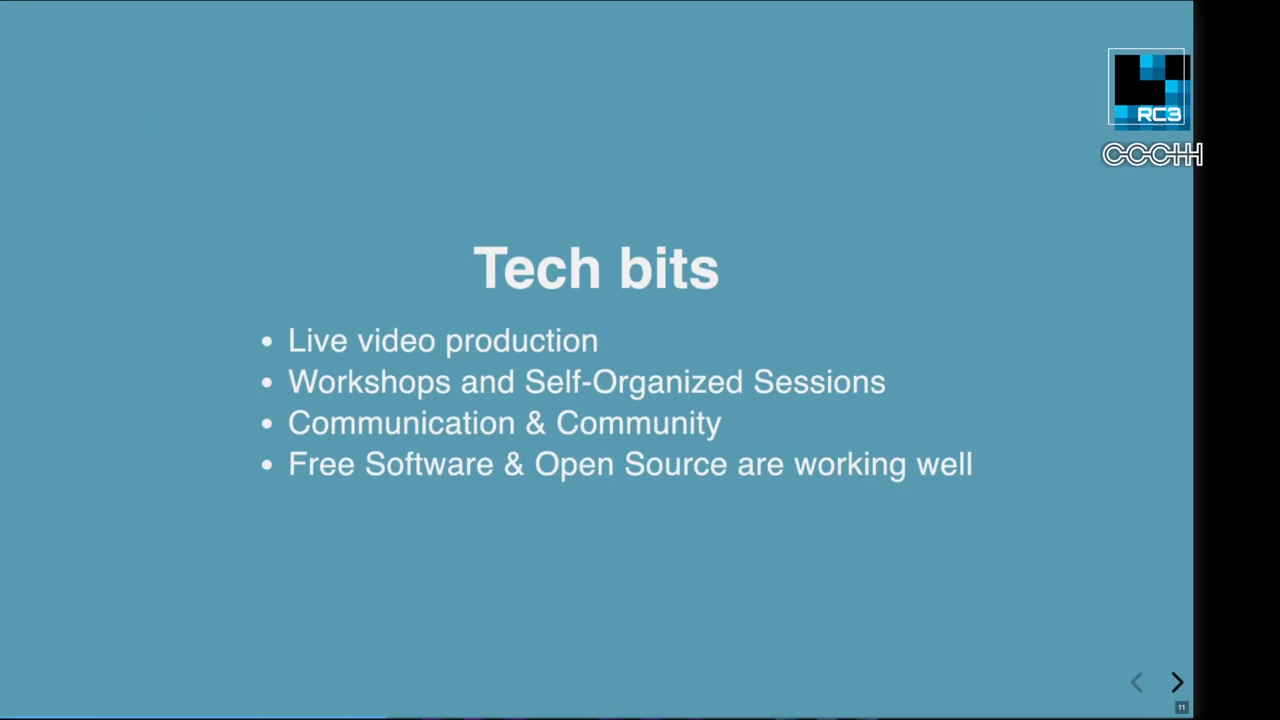 RC3
CCCHH
Tech bits
• Live video production
• Workshops and Self-Organized Sessions
• Communication & Community
• Free Software & Open Source are working well
11